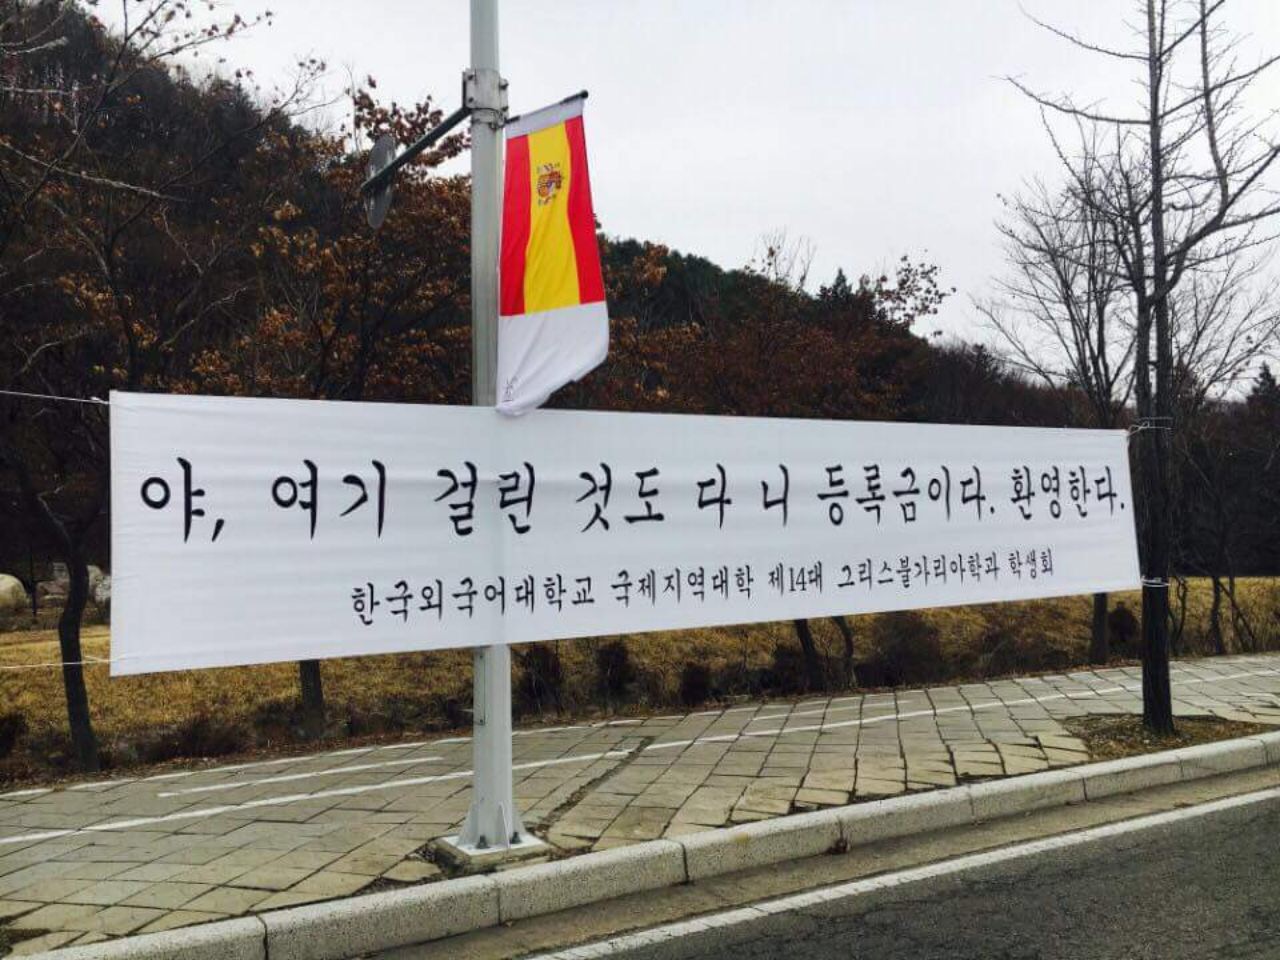 야, 여기 걸린 것도 다 니 등록금이다. 환영한다.
한국외국어대학교 국제지역대학 제14대 그리스불가리아학과 학생회